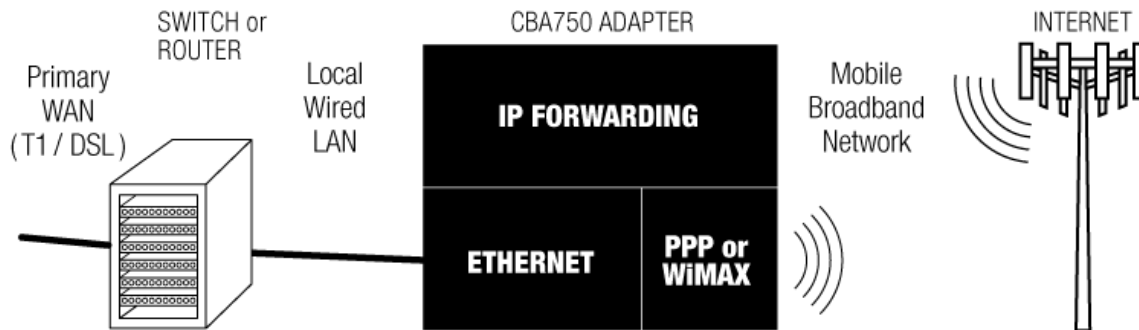 SWITCH or
ROUTER
CBA750 ADAPTER
INTERNET
Primary
WAN
( T1 / DSL )
Local
Wired
LAN
IP FORWARDING
Mobile
Broadband
Network
ETHERNET
PPP or
WiMAX